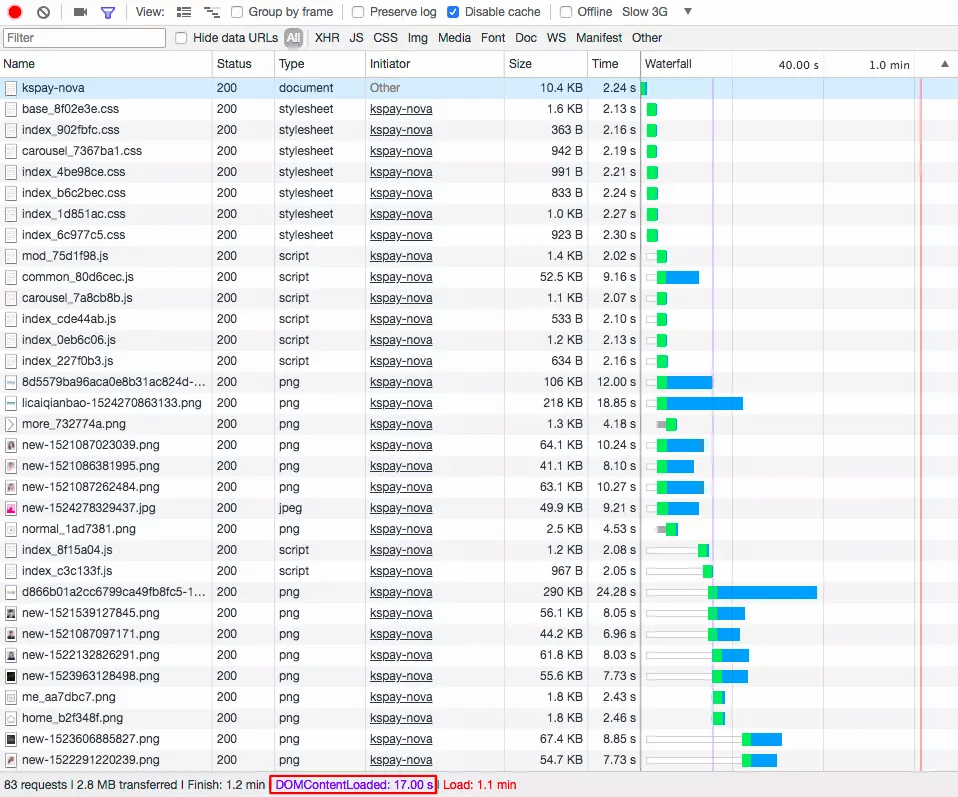 View: Group by frame Preserve log Disable cache Offline Slow 3G ▼
Filter Hide data URLs All XHR JS CSS Img Media Font Doc WS Manifest Other
Name Status Type Initiator Size Time Waterfall 40.00 s 1.0 min ▲
kspay-nova 200 document Other 10.4 KB 2.24 s
base_8f02e3e.css 200 stylesheet kspay-nova 1.6 KB 2.13 s
index_902fbfc.css 200 stylesheet kspay-nova 363 B 2.16 s
carousel_7367ba1.css 200 stylesheet kspay-nova 942 B 2.19 s
index_4be98ce.css 200 stylesheet kspay-nova 991 B 2.21 s
index_b6c2bec.css 200 stylesheet kspay-nova 833 B 2.24 s
index_1d851ac.css 200 stylesheet kspay-nova 1.0 KB 2.27 s
index_6c977c5.css 200 stylesheet kspay-nova 923 B 2.30 s
mod_75d1f98.js 200 script kspay-nova 1.4 KB 2.02 s
common_80d6cec.js 200 script kspay-nova 52.5 KB 9.16 s
carousel_7a8cb8b.js 200 script kspay-nova 1.1 KB 2.07 s
index_cde44ab.js 200 script kspay-nova 533 B 2.10 s
index_0eb6c06.js 200 script kspay-nova 1.2 KB 2.13 s
index_227f0b3.js 200 script kspay-nova 634 B 2.16 s
8d5579ba96aca0e8b31ac824d-... 200 png kspay-nova 106 KB 12.00 s
licaiqianbao-1524270863133.png 200 png kspay-nova 218 KB 18.85 s
more_732774a.png 200 png kspay-nova 1.3 KB 4.18 s
new-1521087023039.png 200 png kspay-nova 64.1 KB 10.24 s
new-1521086381995.png 200 png kspay-nova 41.1 KB 8.10 s
new-1521087262484.png 200 png kspay-nova 63.1 KB 10.27 s
new-1524278329437.jpg 200 jpeg kspay-nova 49.9 KB 9.21 s
normal_1ad7381.png 200 png kspay-nova 2.5 KB 4.53 s
index_8f15a04.js 200 script kspay-nova 1.2 KB 2.08 s
index_c3c133f.js 200 script kspay-nova 967 B 2.05 s
d866b01a2cc6799ca49fb8fc5-1... 200 png kspay-nova 290 KB 24.28 s
new-1521539127845.png 200 png kspay-nova 56.1 KB 8.05 s
new-1521087097171.png 200 png kspay-nova 44.2 KB 6.96 s
new-1522132826291.png 200 png kspay-nova 61.8 KB 8.03 s
new-1523963128498.png 200 png kspay-nova 55.6 KB 7.73 s
me_aa7dbc7.png 200 png kspay-nova 1.8 KB 2.43 s
home_b2f348f.png 200 png kspay-nova 1.8 KB 2.46 s
new-1523606885827.png 200 png kspay-nova 67.4 KB 8.85 s
new-1522291220239.png 200 png kspay-nova 54.7 KB 7.73 s
83 requests | 2.8 MB transferred | Finish: 1.2 min | DOMContentLoaded: 17.00 s | Load: 1.1 min